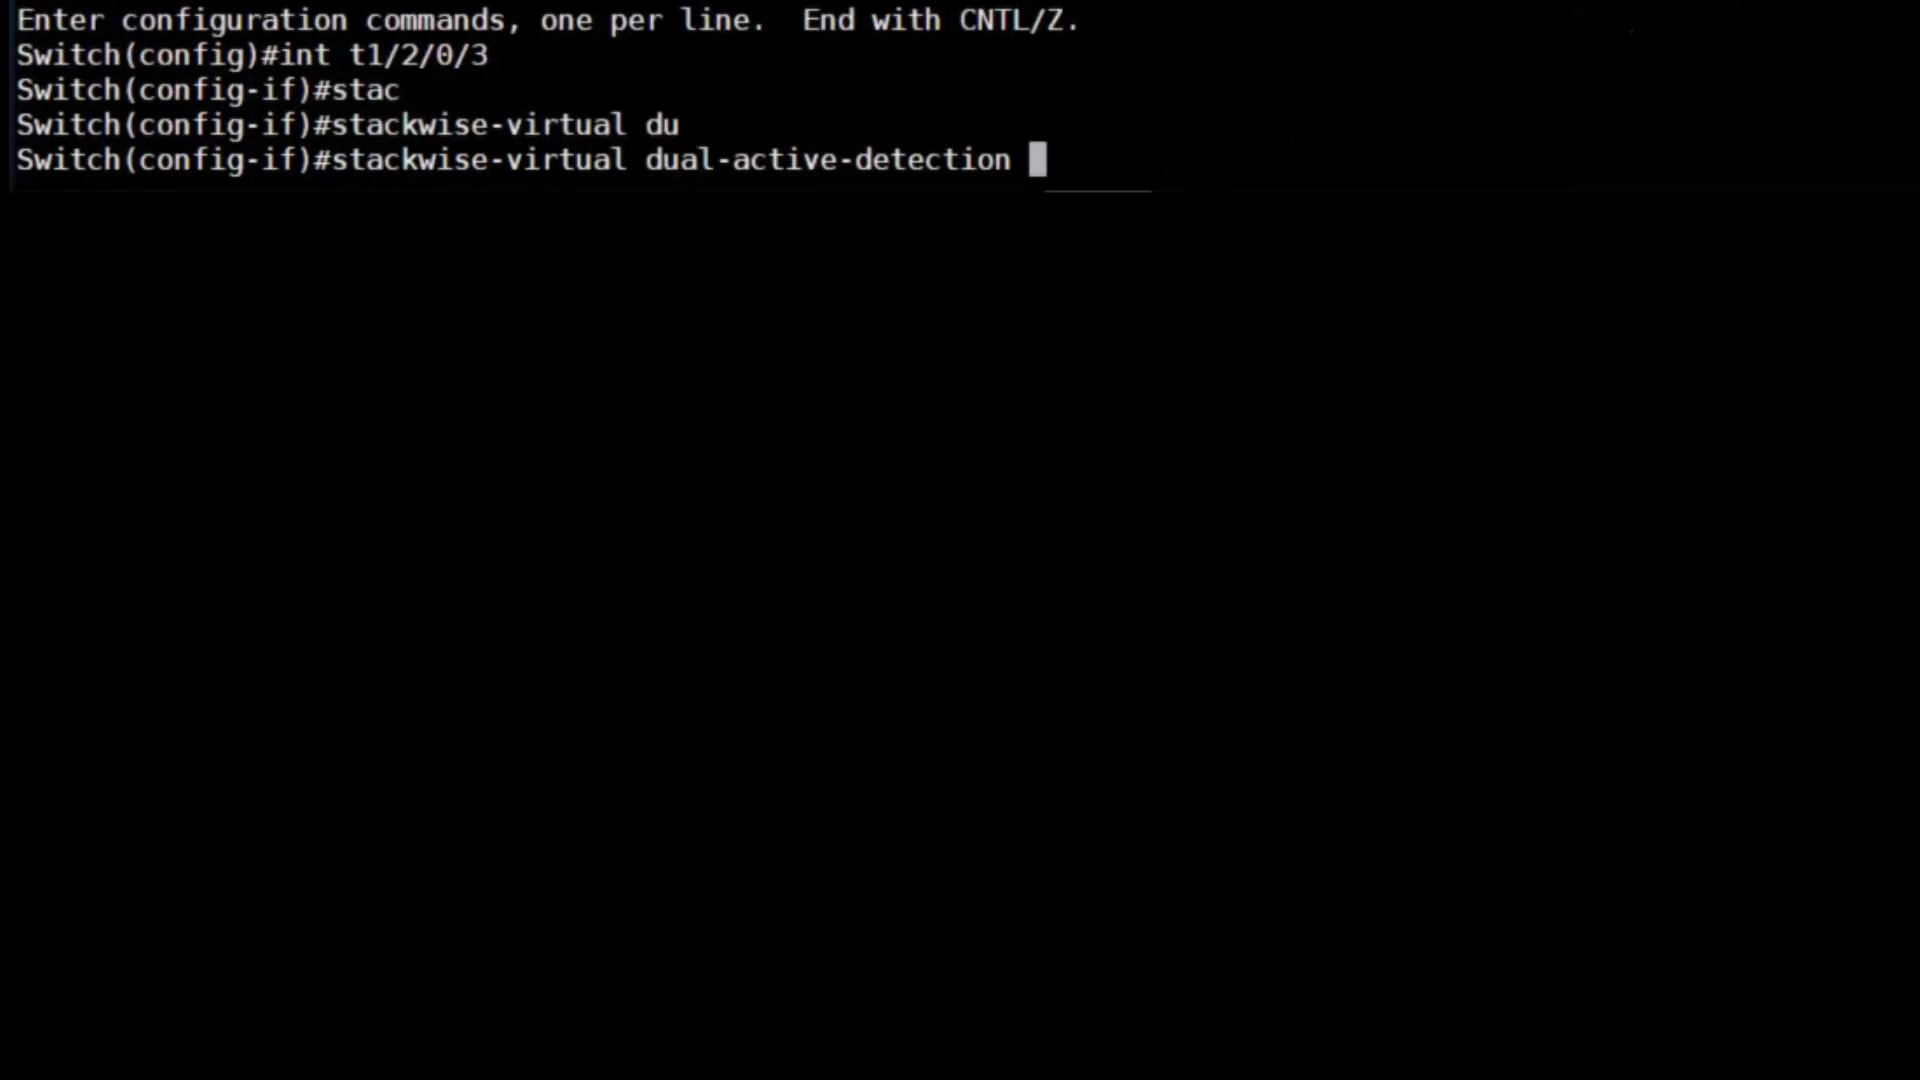 Enter configuration commands, one per line.  End with CNTL/Z.
Switch(config)#int t1/2/0/3
Switch(config-if)#stac
Switch(config-if)#stackwise-virtual du
Switch(config-if)#stackwise-virtual dual-active-detection